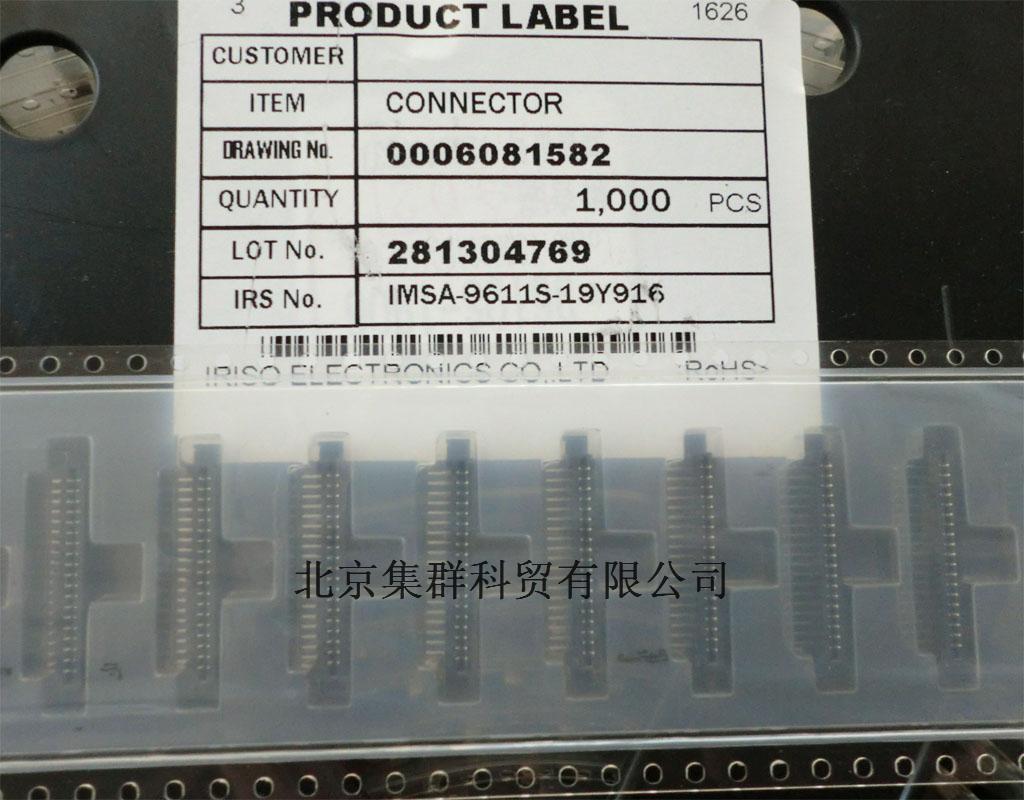 3
PRODUCT LABEL
1626
CUSTOMER
ITEM CONNECTOR
DRAWING No. 0006081582
QUANTITY 1,000 PCS
LOT No. 281304769
IRS No. IMSA-9611S-19Y916
IRISO ELECTRONICS CO.,LTD RoHS
北京集群科贸有限公司